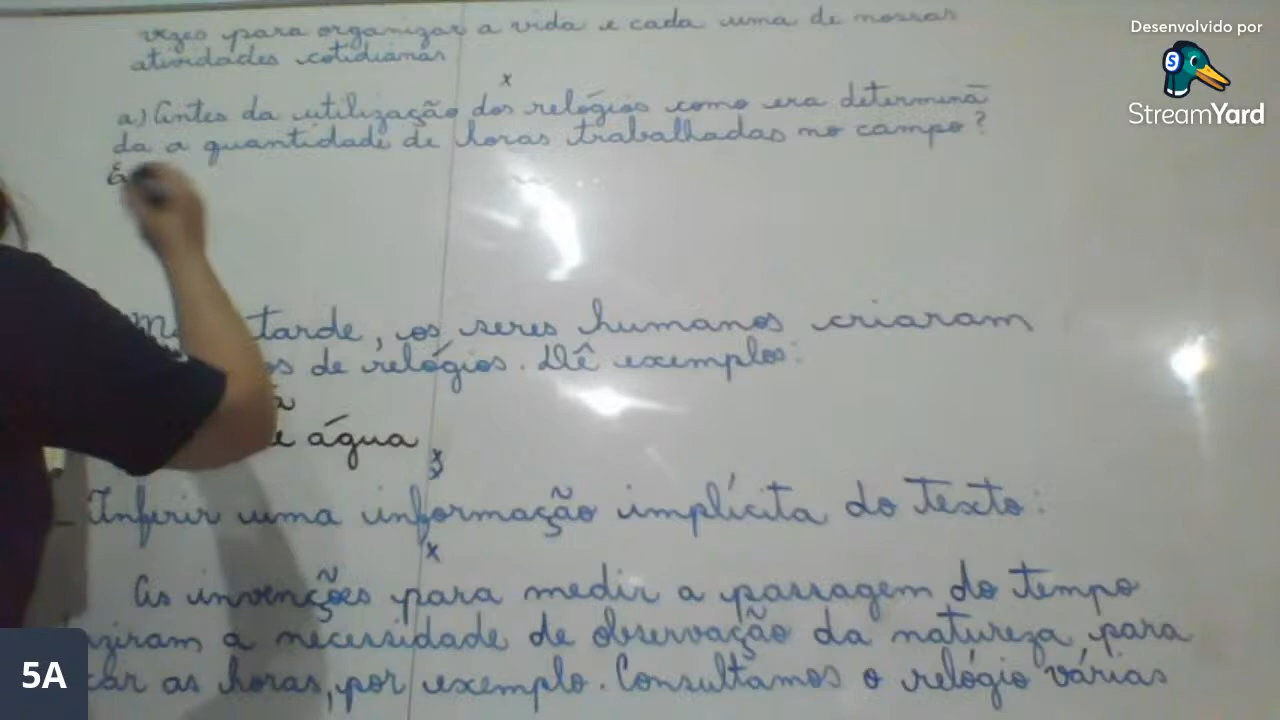 vezes para organizar a vida e cada uma de nossas
atividades cotidianas
x
a) Antes da utilização dos relógios como era determina
da a quantidade de horas trabalhadas no campo?
tarde, os seres humanos criaram
de relógios. Dê exemplos:
água
x
x
- Inferir uma informação implícita do texto:
x
As invenções para medir a passagem do tempo
a necessidade de observação da natureza para
as horas, por exemplo. Consultamos o relógio várias
Desenvolvido por
StreamYard
5A